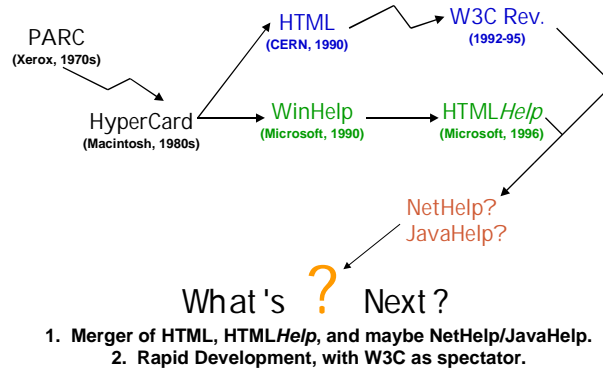 PARC
(Xerox, 1970s)
HTML
(CERN, 1990)
W3C Rev.
(1992-95)
HyperCard
(Macintosh, 1980s)
WinHelp
(Microsoft, 1990)
HTMLHelp
(Microsoft, 1996)
NetHelp?
JavaHelp?
What's ? Next?
1. Merger of HTML, HTMLHelp, and maybe NetHelp/JavaHelp.
2. Rapid Development, with W3C as spectator.